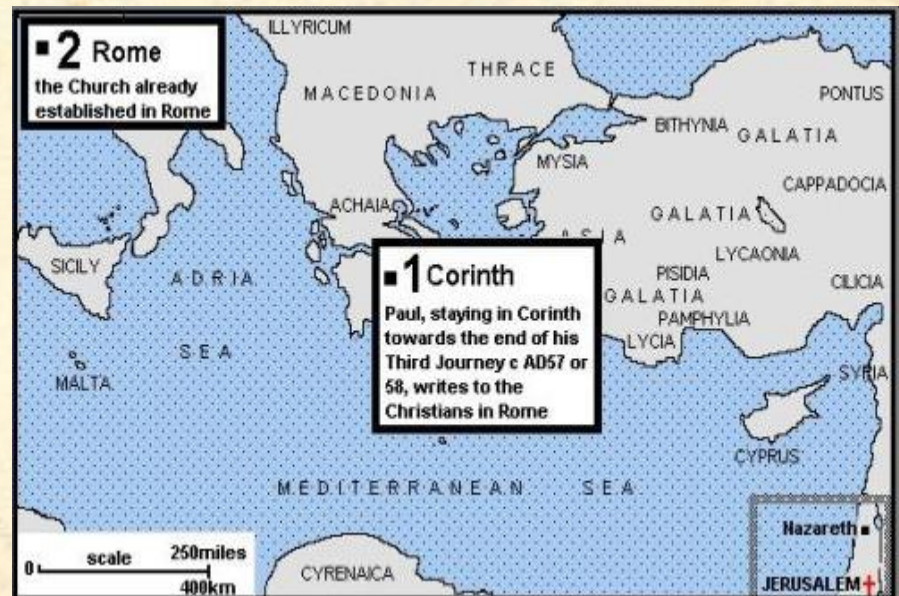 ■ 2 Rome
the Church already
established in Rome
ILLYRICUM
THRACE
MACEDONIA
PONTUS
BITHYNIA
GALATIA
MYSIA
CAPPADOCIA
ACHAIA
GALATIA
ASIA
LYCAONIA
SICILY
ADRIA
PISIDIA
CILICIA
GALATIA
PAMPHYLIA
LYCIA
■ 1 Corinth
Paul, staying in Corinth
towards the end of his
Third Journey c AD57 or
58, writes to the
Christians in Rome
SEA
MALTA
SYRIA
CYPRUS
MEDITERRANEAN SEA
Nazareth
JERUSALEM
0 scale 250miles
400km
CYRENAICA